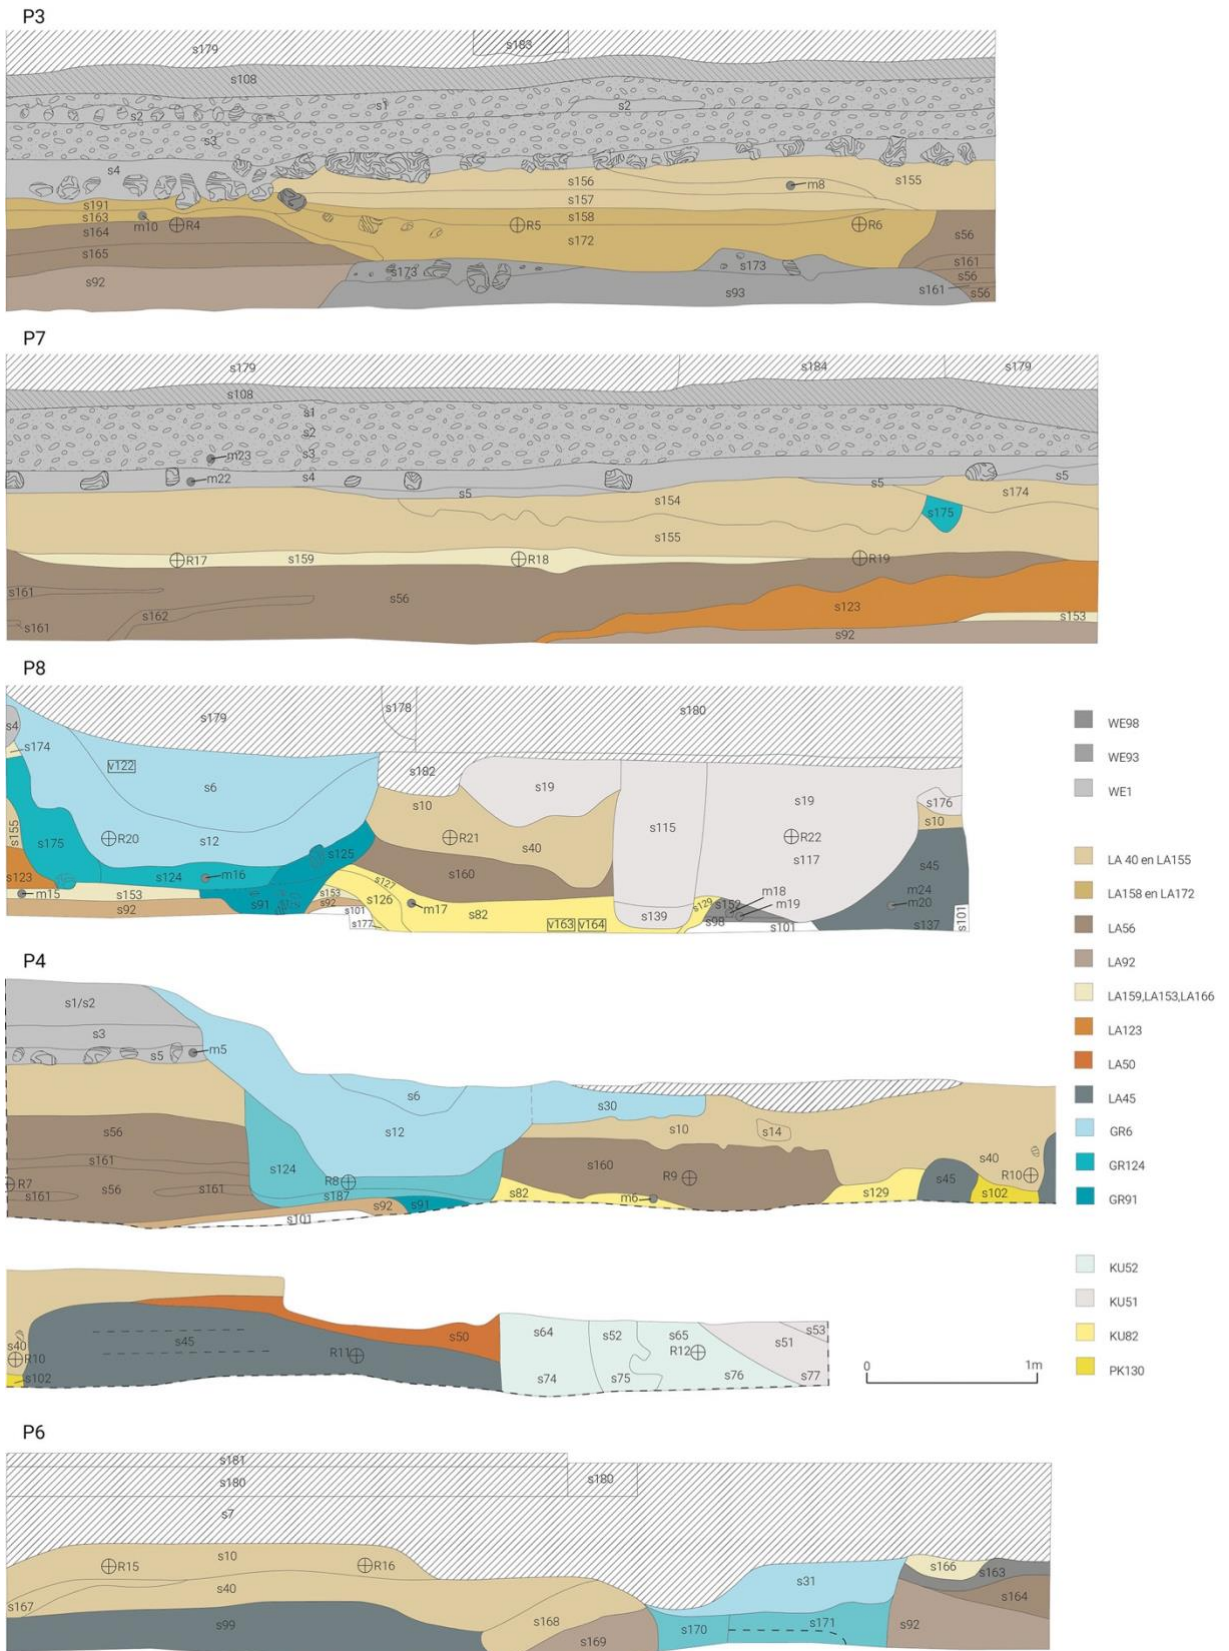 P3
s179
s183
s108
s1
s2
s2
s3
s4
s156
m8
s155
s191
s157
s163
m10
R4
s158
R5
R6
s164
s172
s56
s165
s173
s173
s161
s92
s56
s93
s161
s56
P7
s179
s184
s179
s108
s1
s2
s3
m23
m22
s4
s5
s5
s5
s154
s174
s175
s155
R17
s159
R18
R19
s161
s56
s162
s123
s161
s153
s92
P8
s179
s178
s180
s4
s174
v122
s182
s6
s19
s19
s10
s176
s155
R20
s12
R21
s115
R22
s10
s175
s125
s40
s117
s45
s123
s124
m16
s160
m15
s153
s127
s153
s126
m17
m18
m24
s92
s91
s92
s101
s82
s129
s152
m19
m20
s177
v163
v164
s139
s98
s101
s137
s101
WE98
WE93
WE1
LA 40 en LA155
LA158 en LA172
LA56
LA92
LA159,LA153,LA166
LA123
LA50
LA45
GR6
GR124
GR91
KU52
KU51
KU82
PK130
P4
s1/s2
s3
s5
m5
s6
s30
s12
s10
s14
s56
s161
s124
s160
s40
R7
s161
s56
s161
R8
s187
s82
m6
R9
s129
s45
R10
s102
s92
s91
s101
s40
R10
s102
s45
R11
s50
s64
s52
s65
R12
s51
s53
s74
s75
s76
s77
0
1m
P6
s181
s180
s180
s7
s10
R15
R16
s40
s167
s99
s168
s169
s31
s166
s163
s164
s170
s171
s92